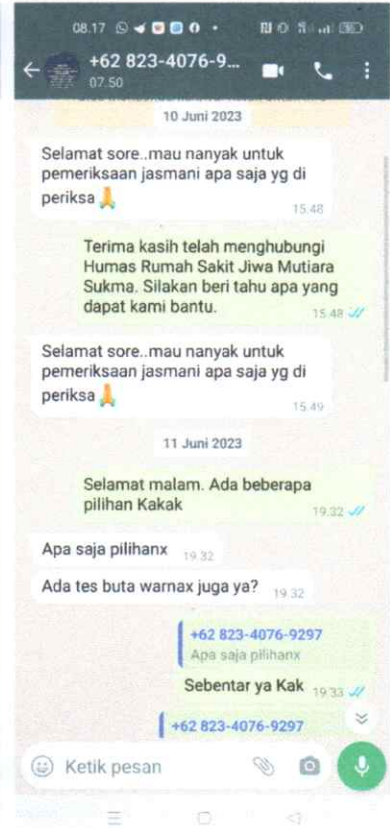 08.17
+62 823-4076-9...
07.50
10 Juni 2023
Selamat sore..mau nanyak untuk
pemeriksaan jasmani apa saja yg di
periksa 🙏
15.48
Terima kasih telah menghubungi
Humas Rumah Sakit Jiwa Mutiara
Sukma. Silakan beri tahu apa yang
dapat kami bantu.
15.48
Selamat sore..mau nanyak untuk
pemeriksaan jasmani apa saja yg di
periksa 🙏
15.49
11 Juni 2023
Selamat malam. Ada beberapa
pilihan Kakak
19.32
Apa saja pilihanx 19.32
Ada tes buta warnax juga ya? 19.32
+62 823-4076-9297
Apa saja pilihanx
Sebentar ya Kak 19.33
+62 823-4076-9297
Ketik pesan